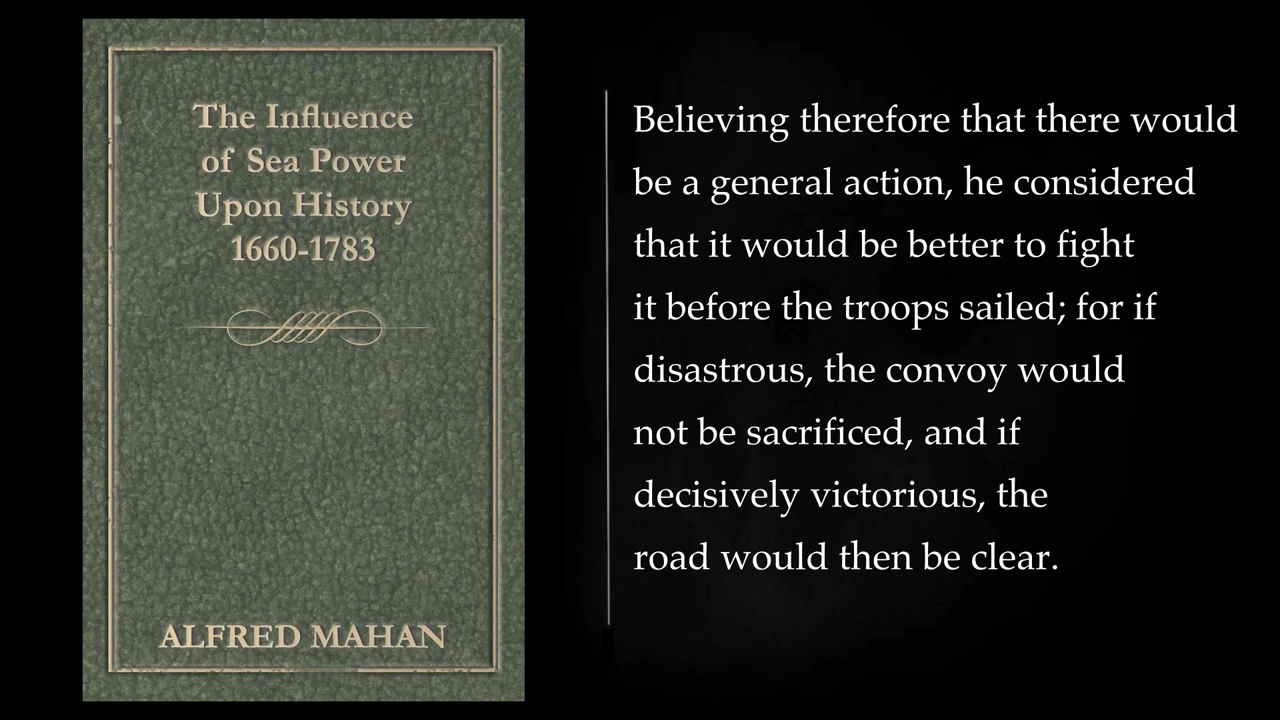 The Influence
of Sea Power
Upon History
1660-1783
ALFRED MAHAN
Believing therefore that there would
be a general action, he considered
that it would be better to fight
it before the troops sailed; for if
disastrous, the convoy would
not be sacrificed, and if
decisively victorious, the
road would then be clear.